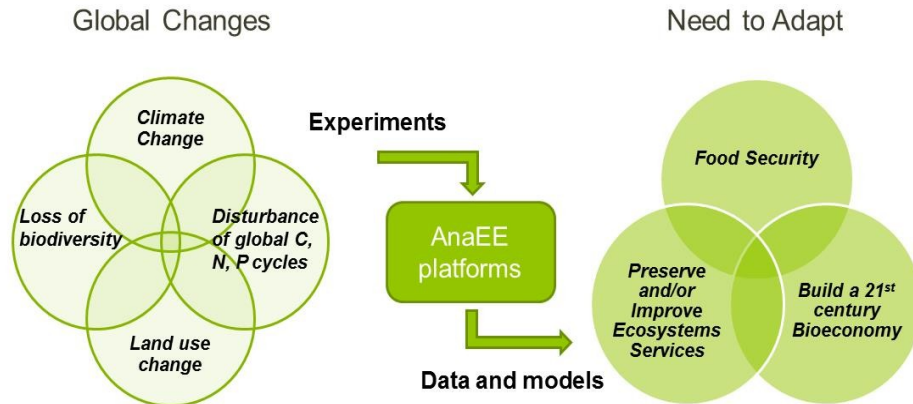 Global Changes
Need to Adapt
Climate
Change
Loss of
biodiversity
Disturbance
of global C,
N, P cycles
Land use
change
Experiments
AnaEE
platforms
Data and models
Food Security
Preserve
and/or
Improve
Ecosystems
Services
Build a 21st
century
Bioeconomy